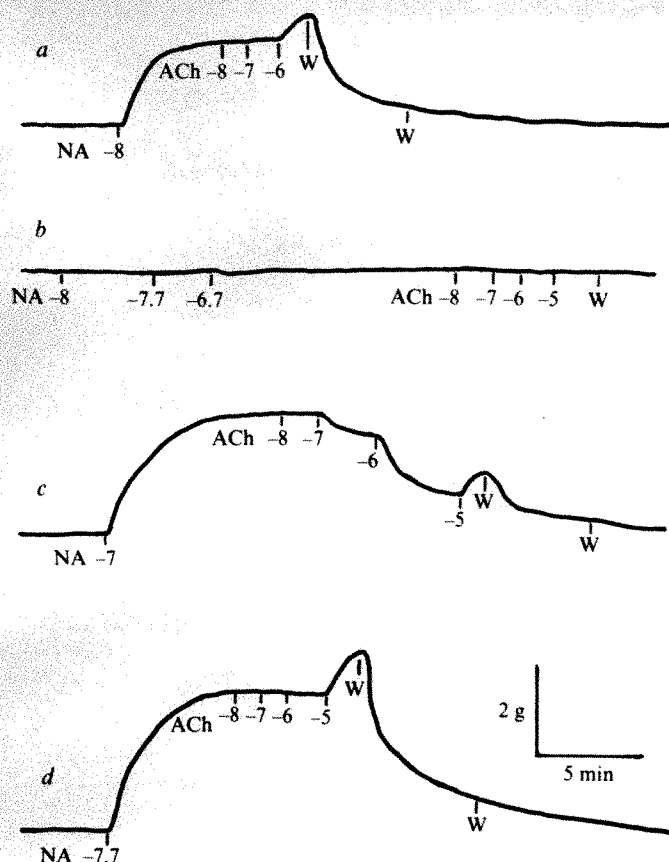 a
ACh -8 -7 -6 W
W
NA -8
b
NA -8 -7.7 -6.7 ACh -8 -7 -6 -5 W
c
ACh -8 -7
-6
-5 W
NA -7 W
d
W
ACh -8 -7 -6 -5
2 g
5 min
W
NA -7.7